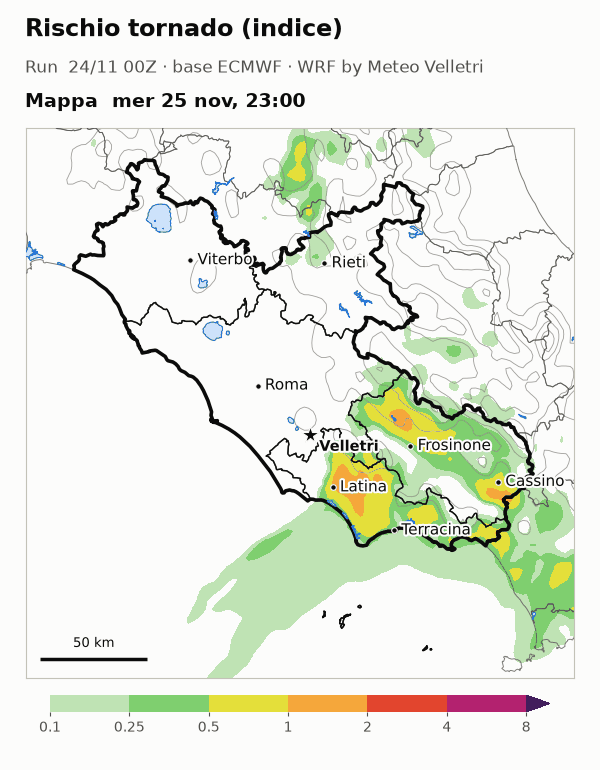 Rischio tornado (indice)
Run  24/11 00Z · base ECMWF · WRF by Meteo Velletri
Mappa  mer 25 nov, 23:00
Viterbo
Rieti
Roma
Velletri
Frosinone
Cassino
Latina
Terracina
50 km
0.1 0.25 0.5 1 2 4 8